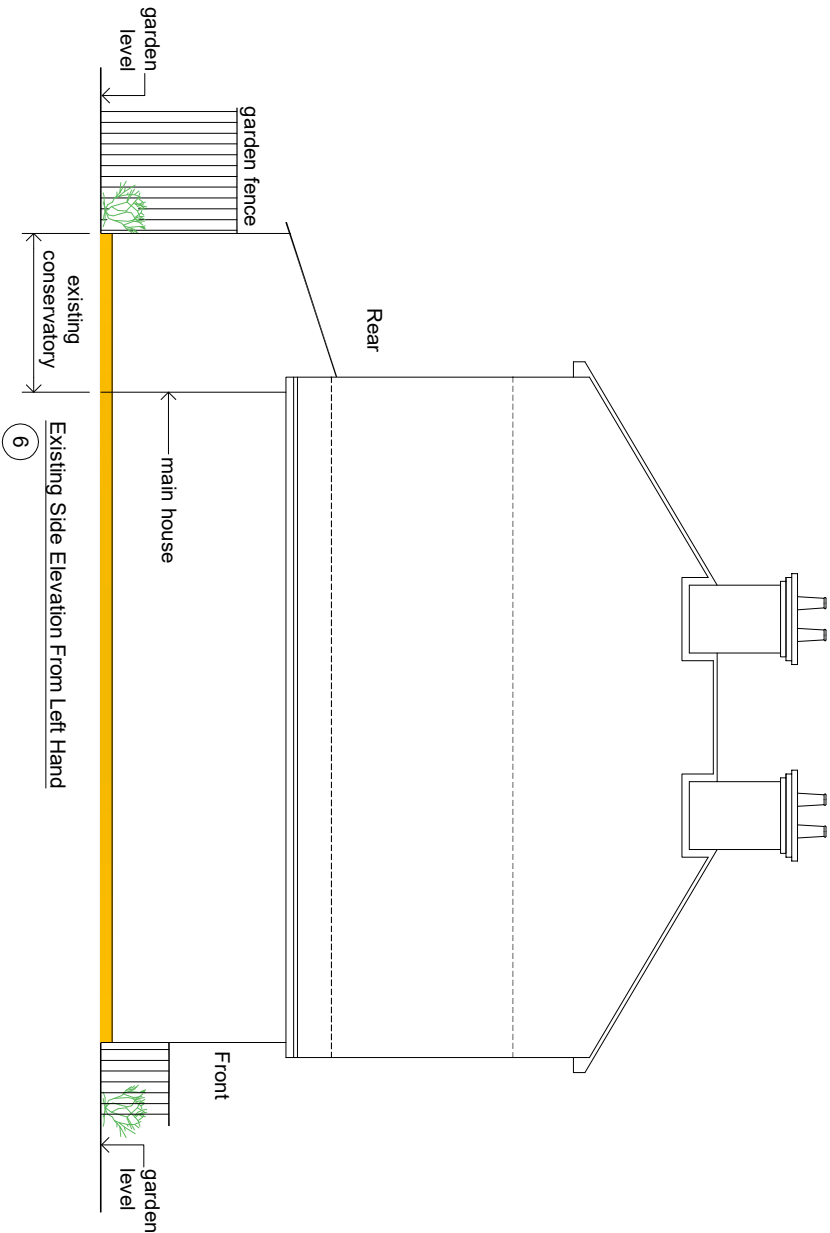 garden
level
garden fence
Rear
existing
conservatory
main house
Front
garden
level
Existing Side Elevation From Left Hand
6